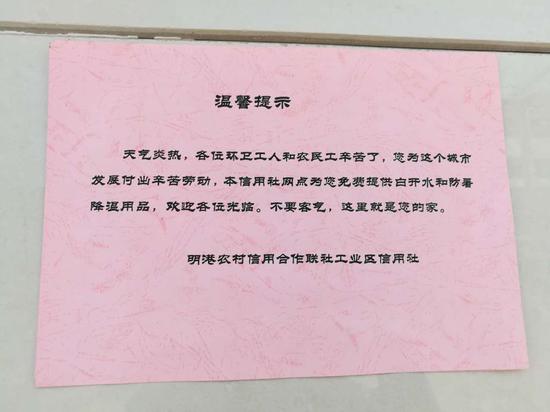 温馨提示
天气炎热，各位环卫工人和农民工辛苦了，您为这个城市
发展付出辛苦劳动，本信用社网点为您免费提供白开水和防暑
降温用品，欢迎各位光临。不要客气，这里就是您的家。
明港农村信用合作联社工业区信用社